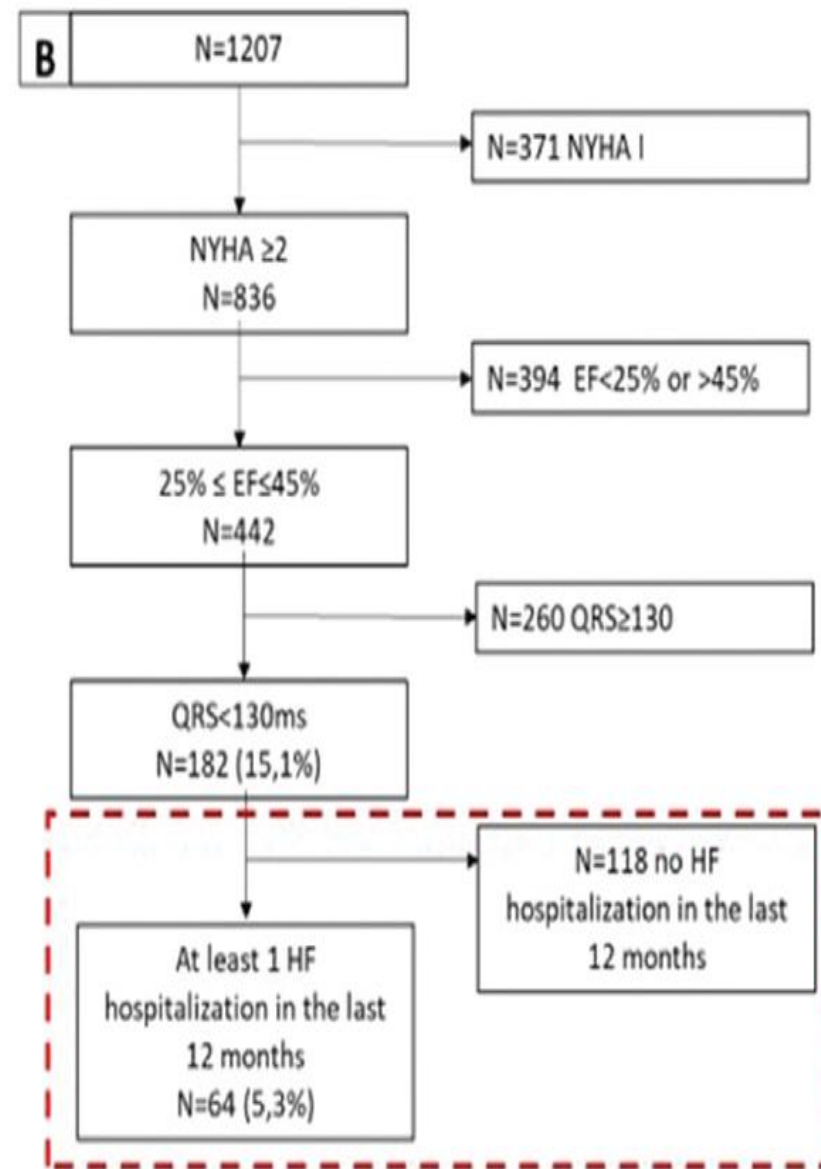 B
N=1207
N=371 NYHA I
NYHA ≥2
N=836
N=394 EF<25% or >45%
25% ≤ EF≤45%
N=442
N=260 QRS≥130
QRS<130ms
N=182 (15,1%)
N=118 no HF
hospitalization in the last
12 months
At least 1 HF
hospitalization in the last
12 months
N=64 (5,3%)